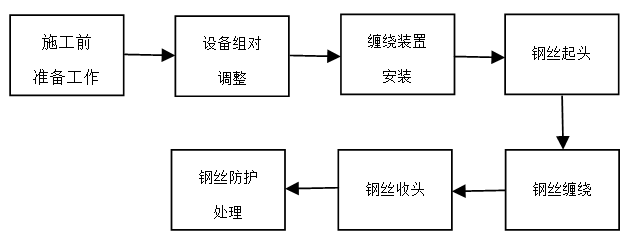 施工前
准备工作
设备组对
调整
缠绕装置
安装
钢丝起头
钢丝缠绕
钢丝收头
钢丝防护
处理